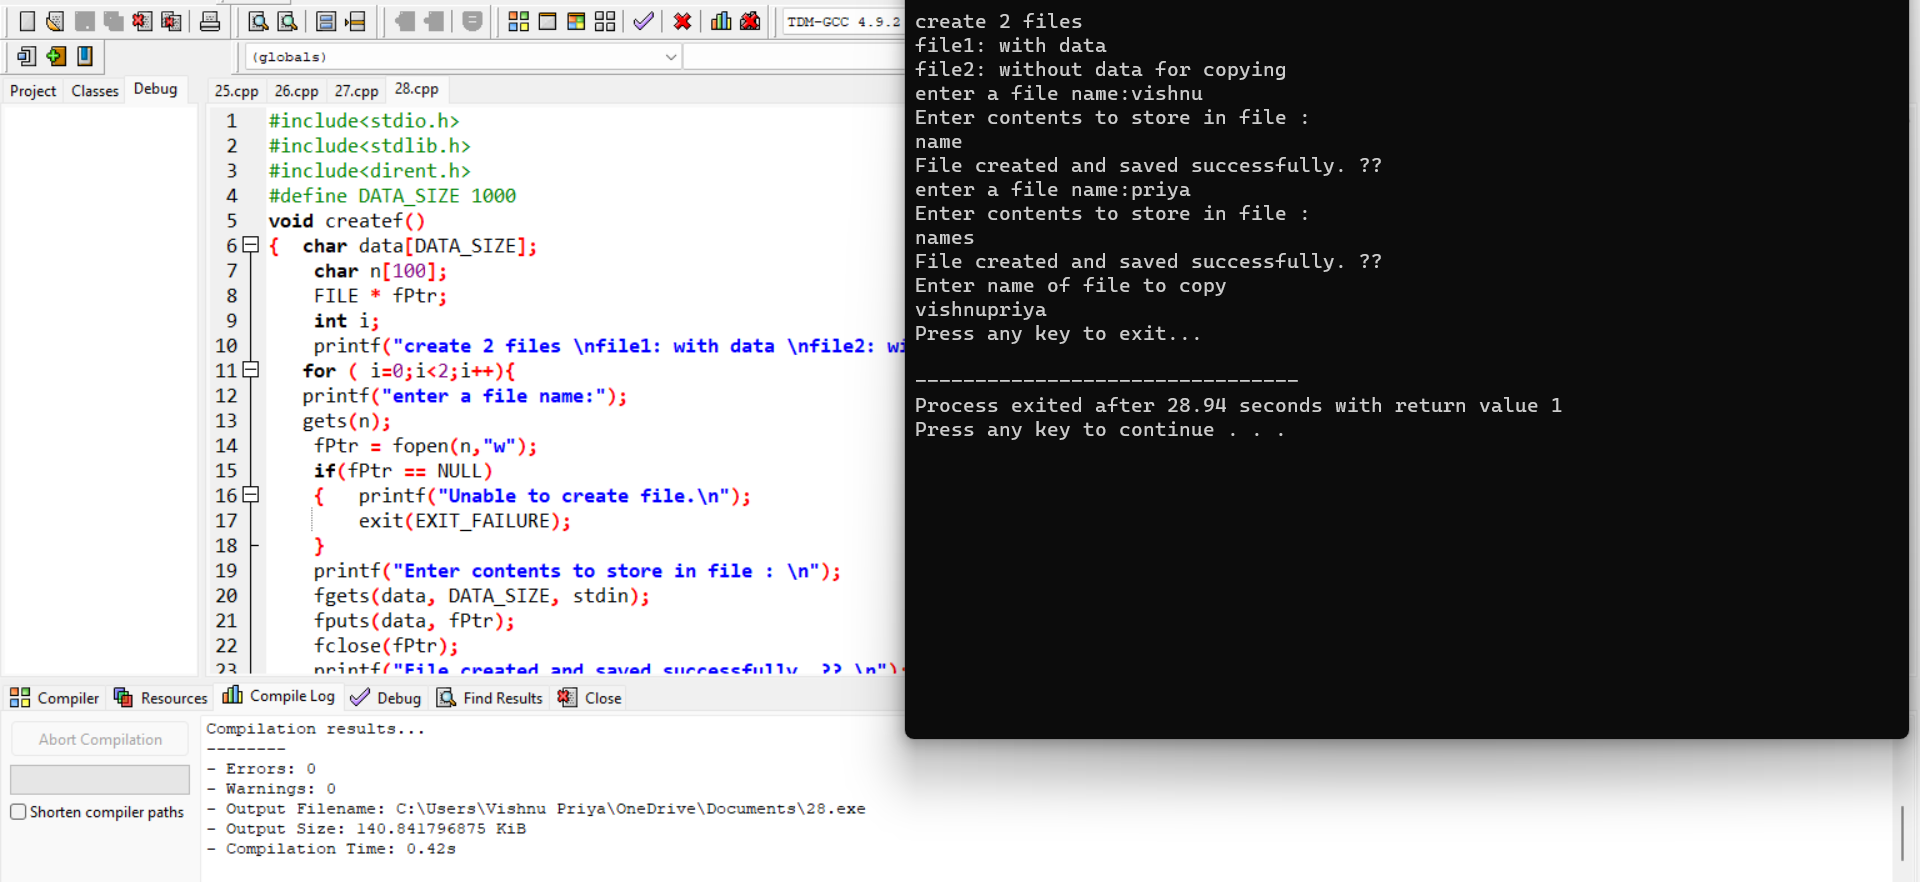 TDM-GCC 4.9.2
(globals)
Project Classes Debug
25.cpp 26.cpp 27.cpp 28.cpp
1 #include<stdio.h>
2 #include<stdlib.h>
3 #include<dirent.h>
4 #define DATA_SIZE 1000
5 void createf()
6 { char data[DATA_SIZE];
7 char n[100];
8 FILE * fPtr;
9 int i;
10 printf("create 2 files \nfile1: with data \nfile2: wi
11 for ( i=0;i<2;i++){
12 printf("enter a file name:");
13 gets(n);
14 fPtr = fopen(n,"w");
15 if(fPtr == NULL)
16 { printf("Unable to create file.\n");
17 exit(EXIT_FAILURE);
18 }
19 printf("Enter contents to store in file : \n");
20 fgets(data, DATA_SIZE, stdin);
21 fputs(data, fPtr);
22 fclose(fPtr);
23 printf("File created and saved successfully. ?? \n");
create 2 files
file1: with data
file2: without data for copying
enter a file name:vishnu
Enter contents to store in file :
name
File created and saved successfully. ??
enter a file name:priya
Enter contents to store in file :
names
File created and saved successfully. ??
Enter name of file to copy
vishnupriya
Press any key to exit...
--------------------------------
Process exited after 28.94 seconds with return value 1
Press any key to continue . . .
Compiler Resources Compile Log Debug Find Results Close
Abort Compilation
Shorten compiler paths
Compilation results...
--------
- Errors: 0
- Warnings: 0
- Output Filename: C:\Users\Vishnu Priya\OneDrive\Documents\28.exe
- Output Size: 140.841796875 KiB
- Compilation Time: 0.42s